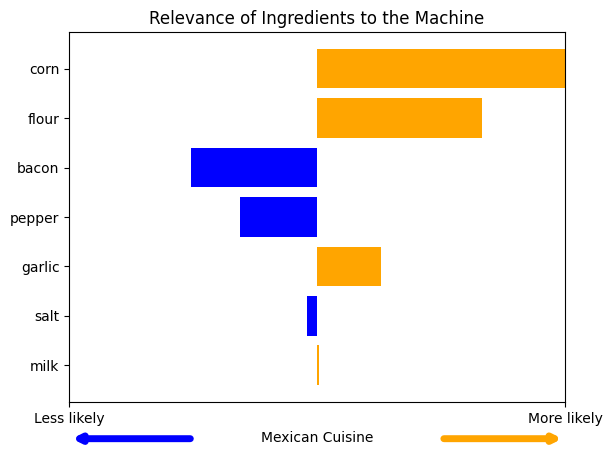 Relevance of Ingredients to the Machine
corn
flour
bacon
pepper
garlic
salt
milk
Less likely
More likely
Mexican Cuisine